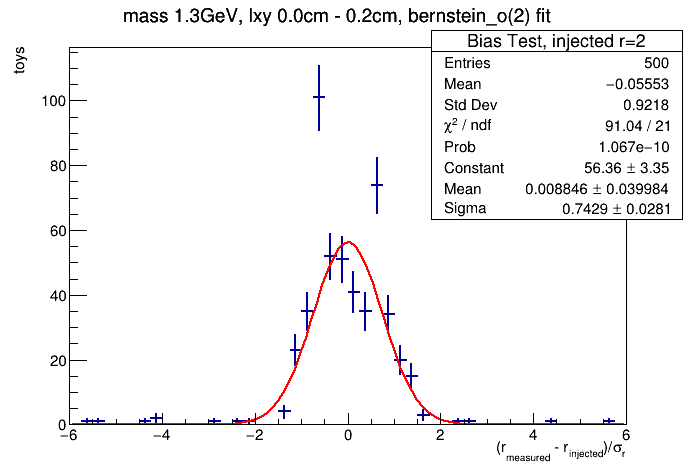 mass 1.3GeV, lxy 0.0cm - 0.2cm, bernstein_o(2) fit
toys
Bias Test, injected r=2
Entries 500
Mean −0.05553
Std Dev 0.9218
χ² / ndf 91.04 / 21
Prob 1.067e−10
Constant 56.36 ± 3.35
Mean 0.008846 ± 0.039984
Sigma 0.7429 ± 0.0281
100
80
60
40
20
0
−6 −4 −2 0 2 4 6
(r_measured - r_injected)/σ_r